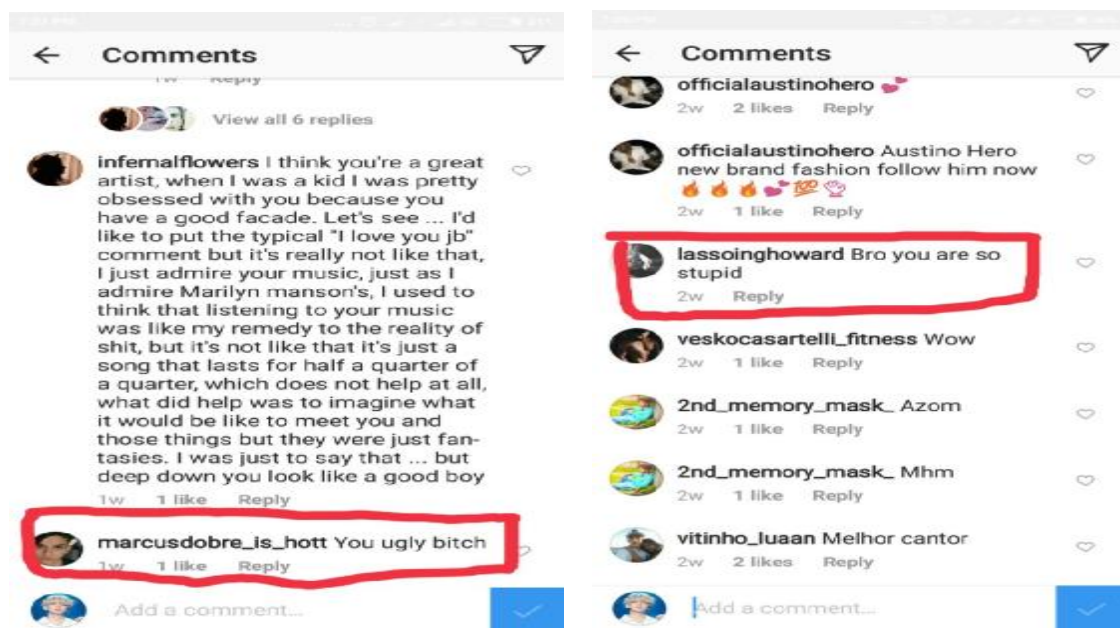 Comments
Reply
View all 6 replies
infernalflowers I think you're a great
artist, when I was a kid I was pretty
obsessed with you because you
have a good facade. Let's see ... I'd
like to put the typical "I love you jb"
comment but it's really not like that,
I just admire your music, just as I
admire Marilyn manson's, I used to
think that listening to your music
was like my remedy to the reality of
shit, but it's not like that it's just a
song that lasts for half a quarter of
a quarter, which does not help at all,
what did help was to imagine what
it would be like to meet you and
those things but they were just fan-
tasies. I was just to say that ... but
deep down you look like a good boy
1w 1 like Reply
marcusdobre_is_hott You ugly bitch
1w 1 like Reply
Add a comment...
Comments
officialaustinohero 💕
2w 2 likes Reply
officialaustinohero Austino Hero
new brand fashion follow him now
🔥🔥🔥💕💯👌
2w 1 like Reply
lassoinghoward Bro you are so
stupid
2w Reply
veskocasartelli_fitness Wow
2w 1 like Reply
2nd_memory_mask_ Azom
2w 1 like Reply
2nd_memory_mask_ Mhm
2w 1 like Reply
vitinho_luaan Melhor cantor
2w 2 likes Reply
Add a comment...